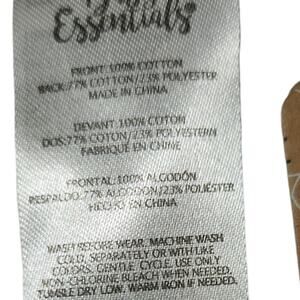 Essentials
FRONT: 100% COTTON
BACK: 77% COTTON / 23% POLYESTER
MADE IN CHINA
DEVANT: 100% COTON
DOS: 77% COTON / 23% POLYESTERN
FABRIQUÉ EN CHINE
FRONTAL: 100% ALGODÓN
RESPALDO: 77% ALGODON / 23% POLIÉSTER
HECHO EN CHINA
WASH BEFORE WEAR. MACHINE WASH
COLD, SEPARATELY OR WITH LIKE
COLORS, GENTLE CYCLE. USE ONLY
NON-CHLORINE BLEACH WHEN NEEDED.
TUMBLE DRY LOW. WARM IRON IF NEEDED.